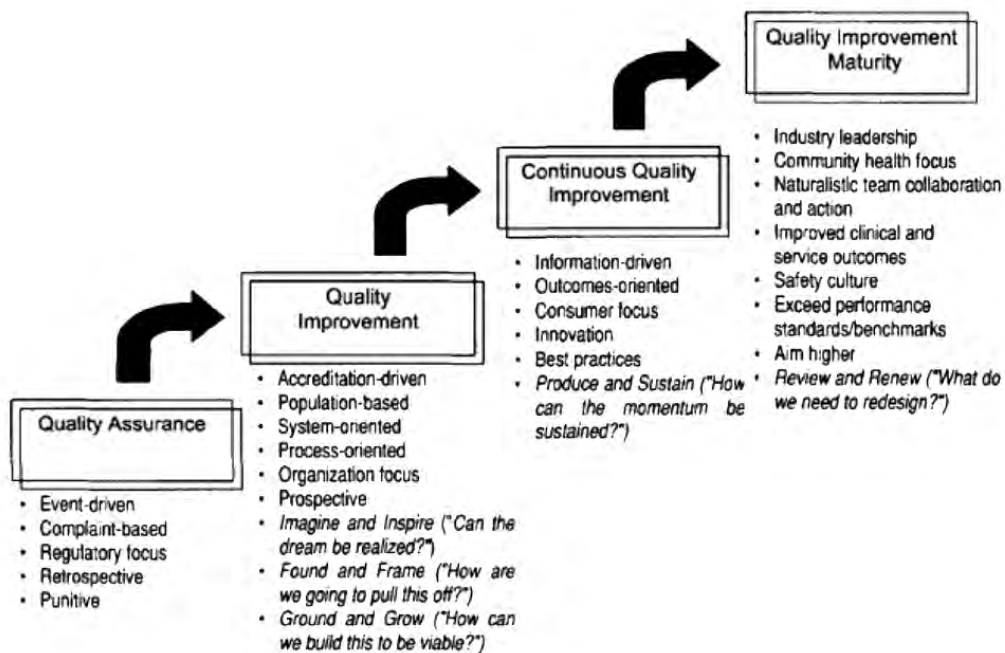 Quality Assurance
• Event-driven
• Complaint-based
• Regulatory focus
• Retrospective
• Punitive
Quality
Improvement
• Accreditation-driven
• Population-based
• System-oriented
• Process-oriented
• Organization focus
• Prospective
• Imagine and Inspire ("Can the
dream be realized?")
• Found and Frame ("How are
we going to pull this off?")
• Ground and Grow ("How can
we build this to be viable?")
Continuous Quality
Improvement
• Information-driven
• Outcomes-oriented
• Consumer focus
• Innovation
• Best practices
• Produce and Sustain ("How
can the momentum be
sustained?")
Quality Improvement
Maturity
• Industry leadership
• Community health focus
• Naturalistic team collaboration
and action
• Improved clinical and
service outcomes
• Safety culture
• Exceed performance
standards/benchmarks
• Aim higher
• Review and Renew ("What do
we need to redesign?")